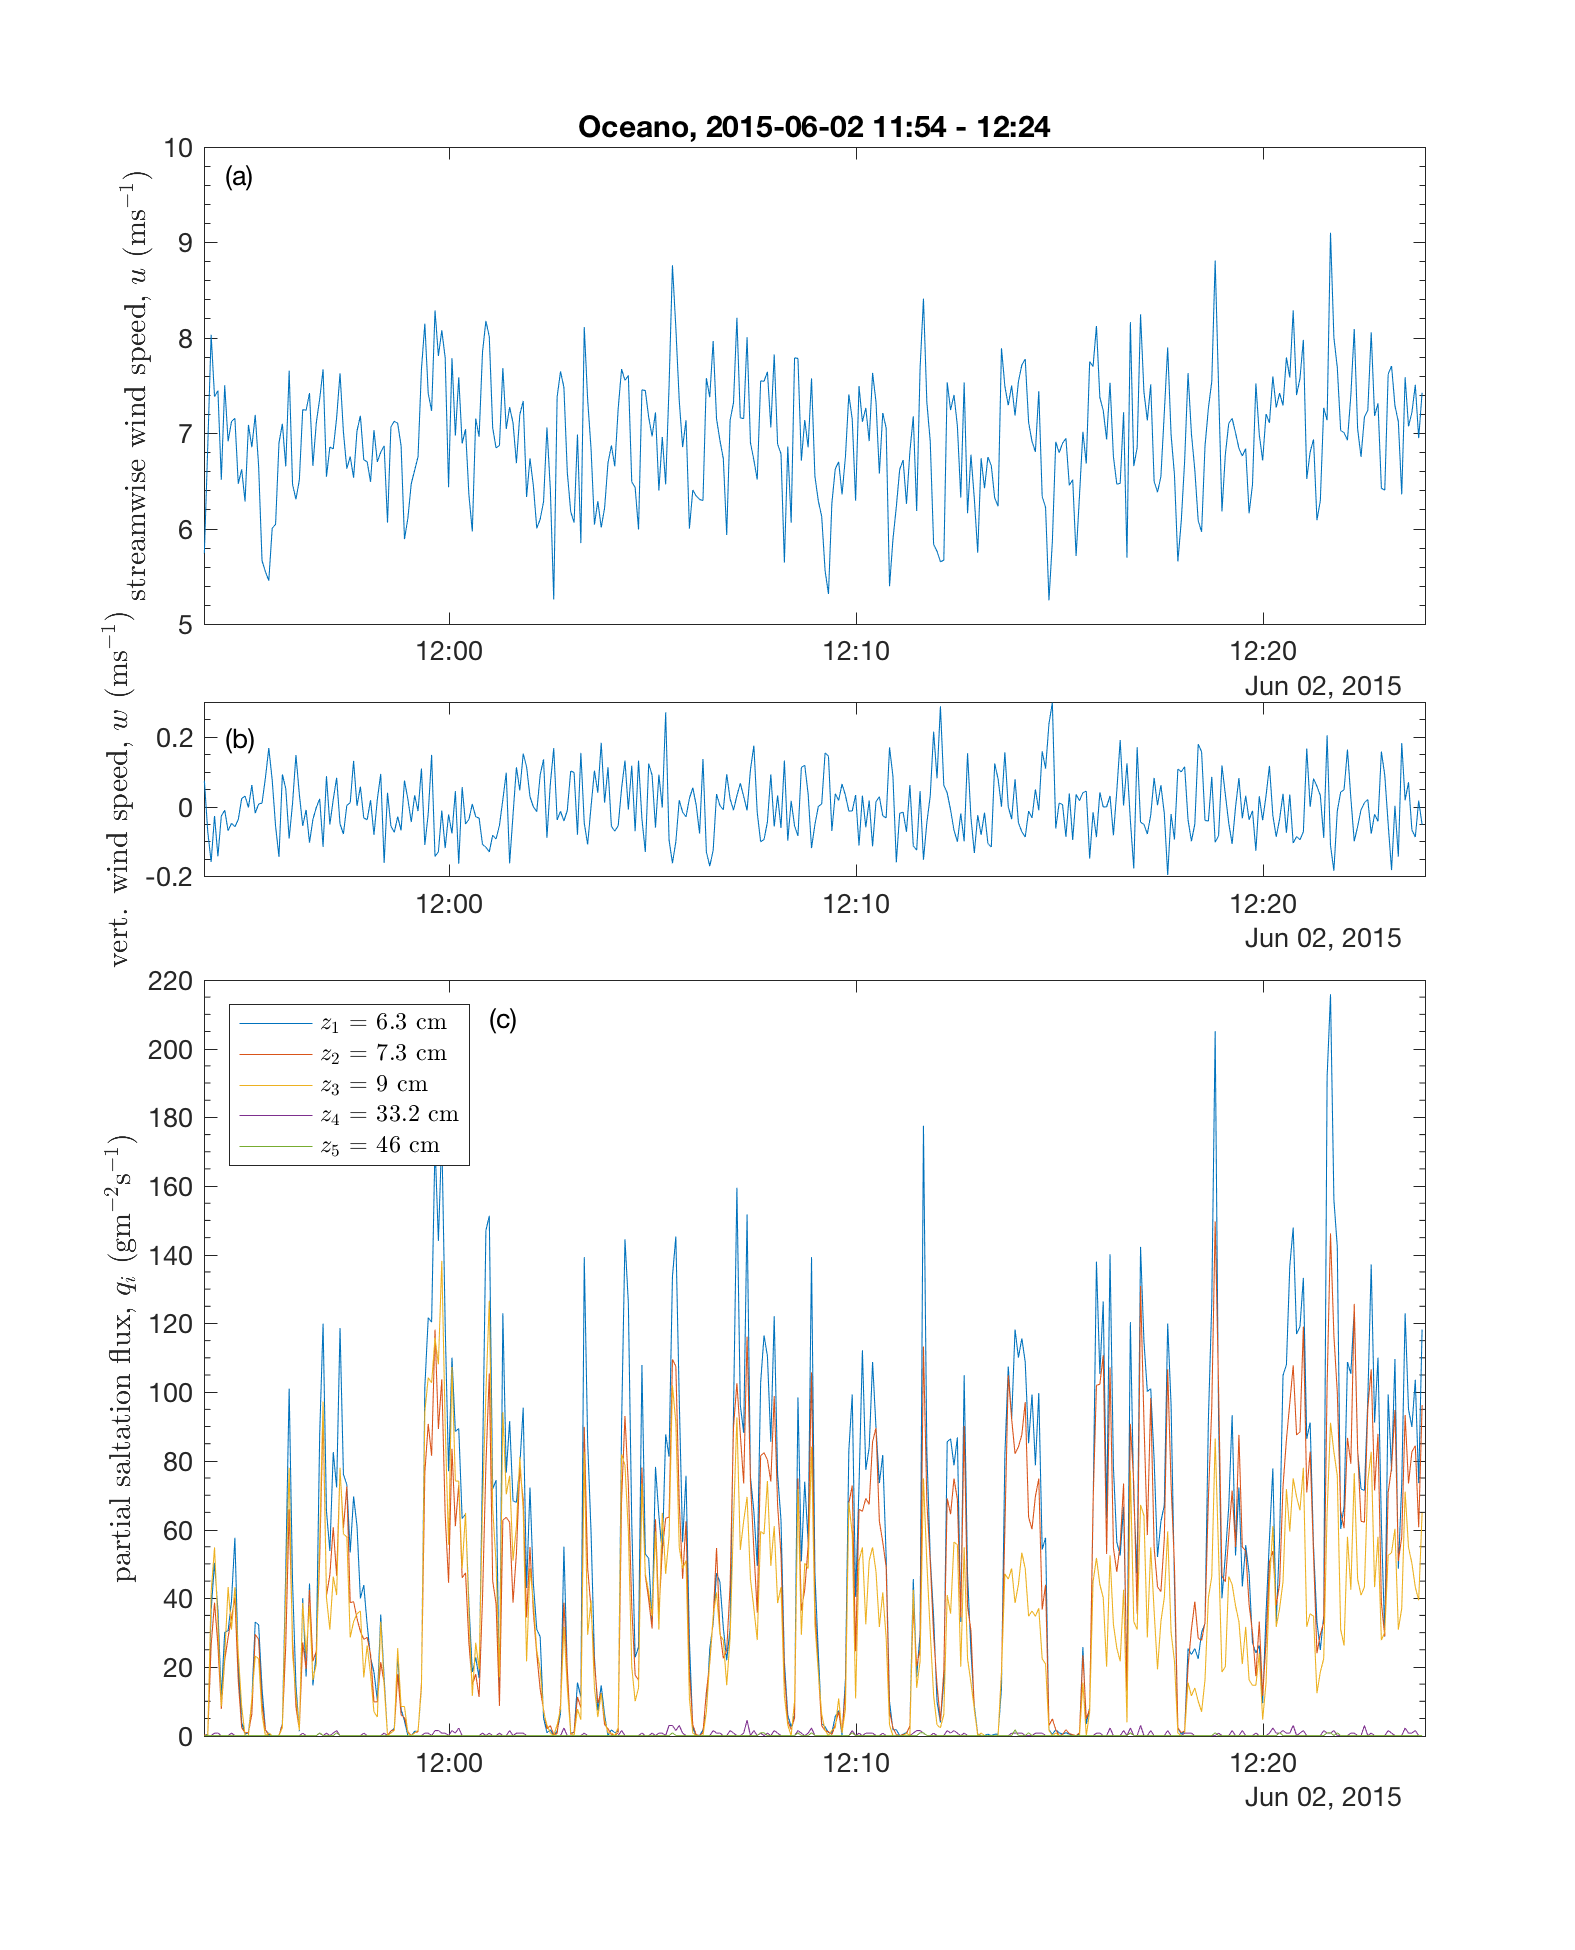 Oceano, 2015-06-02 11:54 - 12:24
(a)
streamwise wind speed, u (ms⁻¹)
10
9
8
7
6
5
12:00 12:10 12:20
Jun 02, 2015
(b)
vert. wind speed, w (ms⁻¹)
0.2
0
-0.2
12:00 12:10 12:20
Jun 02, 2015
(c)
partial saltation flux, qᵢ (gm⁻²s⁻¹)
220
200
180
160
140
120
100
80
60
40
20
0
z₁ = 6.3 cm
z₂ = 7.3 cm
z₃ = 9 cm
z₄ = 33.2 cm
z₅ = 46 cm
12:00 12:10 12:20
Jun 02, 2015